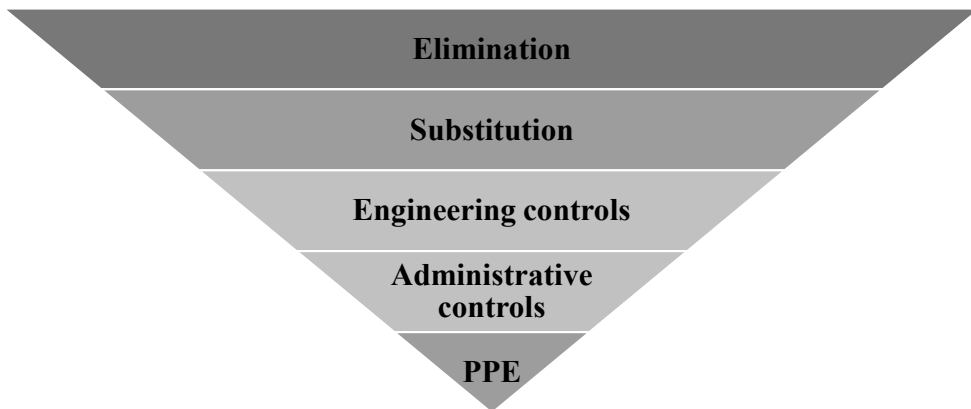 Elimination
Substitution
Engineering controls
Administrative
controls
PPE